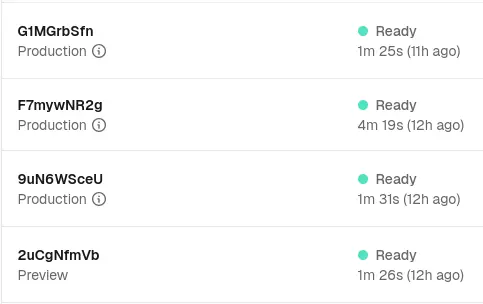 G1MGrbSfn
Ready
Production
1m 25s (11h ago)
F7mywNR2g
Ready
Production
4m 19s (12h ago)
9uN6WSceU
Ready
Production
1m 31s (12h ago)
2uCgNfmVb
Ready
Preview
1m 26s (12h ago)